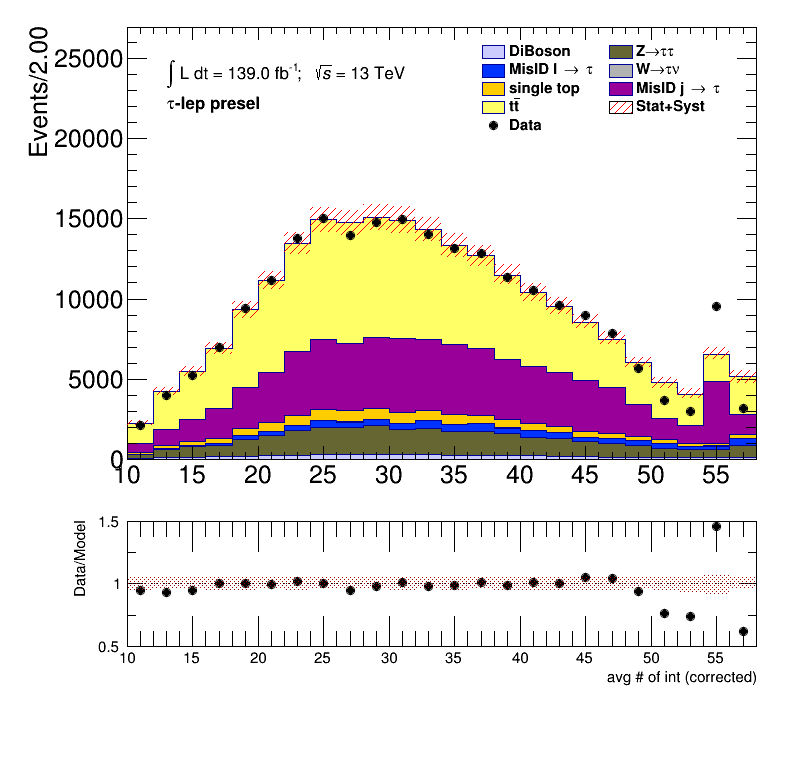 Events/2.00
25000
20000
15000
10000
5000
0
∫ L dt = 139.0 fb⁻¹; √s = 13 TeV
τ-lep presel
DiBoson Z→ττ
MisID l → τ W→τν
single top MisID j → τ
tt̄ Stat+Syst
Data
10 15 20 25 30 35 40 45 50 55
Data/Model
1.5
1
0.5
10 15 20 25 30 35 40 45 50 55
avg # of int (corrected)